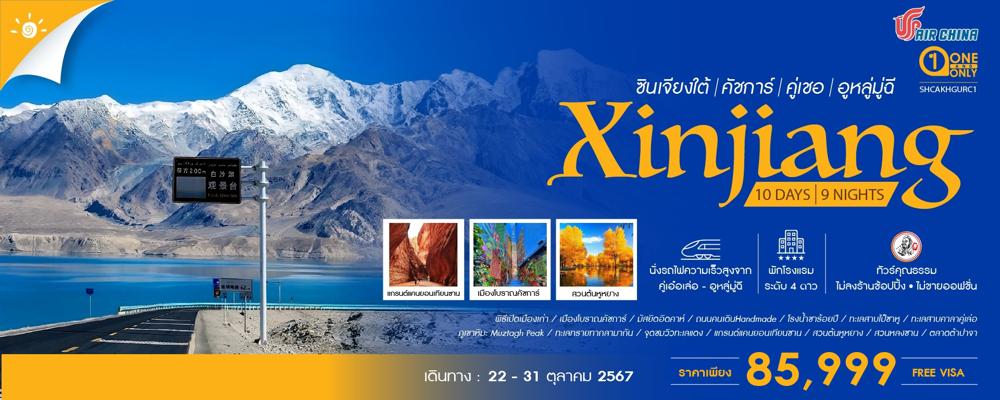 AIR CHINA
1 ONE
AND
ONLY
SHCAKHGURC1
ซินเจียงใต้ | คัชการ์ | คู่เชอ | อูหลู่มู่ฉี
Xinjiang
10 DAYS | 9 NIGHTS
前方200m
白沙湖
观景台
连续弯路 62
แกรนด์แคนยอนเทียนซาน
เมืองโบราณคัชการ์
สวนต้นหูหยาง
นั่งรถไฟความเร็วสูงจาก
คู่เอ๋อเล่อ - อูหลู่มู่ฉี
พักโรงแรม
ระดับ 4 ดาว
ทัวร์คุณธรรม
ไม่ลงร้านช้อปปิ้ง • ไม่ขายออฟชั่น
พิธีเปิดเมืองเก่า / เมืองโบราณคัชการ์ / มัสยิดอิดคาห์ / ถนนคนเดินHandmade / โรงน้ำชาร้อยปี / ทะเลสาบไป๋ซาหู / ทะเลสาบคาลาคู่เล่อ
ภูเขาหิมะ Muztagh Peak / ทะเลทรายทากลามากัน / จุดชมวิวทะเลแดง / แกรนด์แคนยอนเทียนซาน / สวนต้นหูหยาง / สวนหลงซาน / ตลาดต้าปาจา
เดินทาง : 22 - 31 ตุลาคม 2567
ราคาเพียง 85,999 FREE VISA